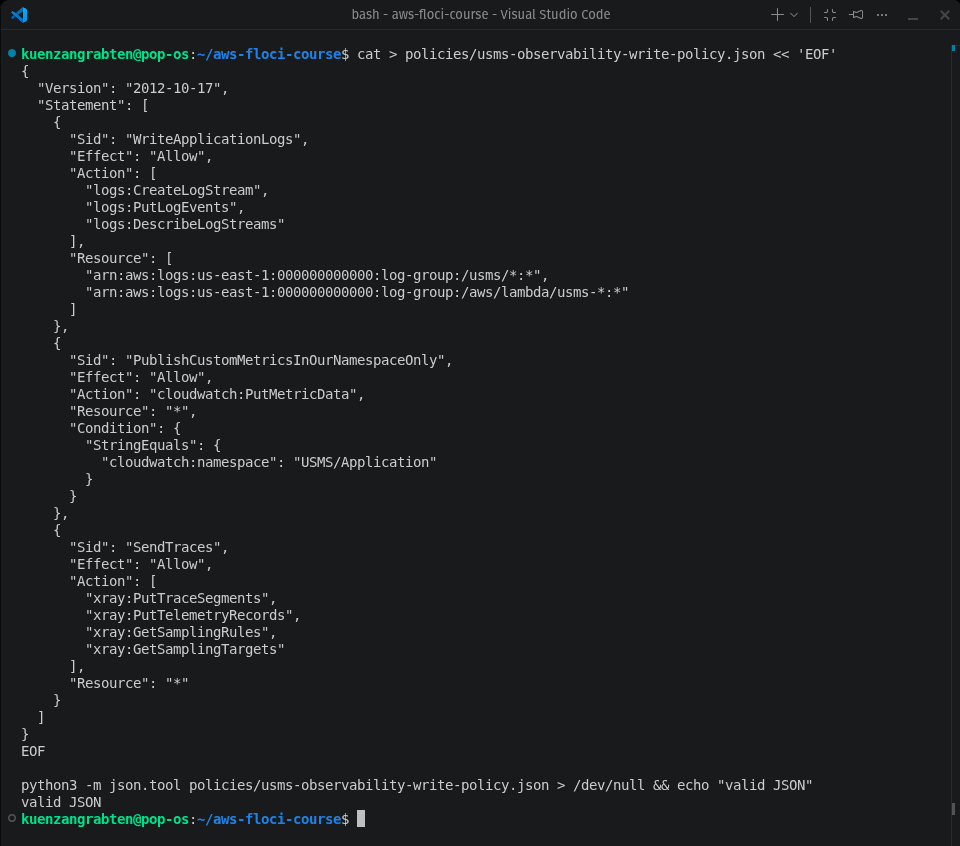 bash - aws-floci-course - Visual Studio Code
kuenzangrabten@pop-os:~/aws-floci-course$ cat > policies/usms-observability-write-policy.json << 'EOF'
{
  "Version": "2012-10-17",
  "Statement": [
    {
      "Sid": "WriteApplicationLogs",
      "Effect": "Allow",
      "Action": [
        "logs:CreateLogStream",
        "logs:PutLogEvents",
        "logs:DescribeLogStreams"
      ],
      "Resource": [
        "arn:aws:logs:us-east-1:000000000000:log-group:/usms/*:*",
        "arn:aws:logs:us-east-1:000000000000:log-group:/aws/lambda/usms-*:*"
      ]
    },
    {
      "Sid": "PublishCustomMetricsInOurNamespaceOnly",
      "Effect": "Allow",
      "Action": "cloudwatch:PutMetricData",
      "Resource": "*",
      "Condition": {
        "StringEquals": {
          "cloudwatch:namespace": "USMS/Application"
        }
      }
    },
    {
      "Sid": "SendTraces",
      "Effect": "Allow",
      "Action": [
        "xray:PutTraceSegments",
        "xray:PutTelemetryRecords",
        "xray:GetSamplingRules",
        "xray:GetSamplingTargets"
      ],
      "Resource": "*"
    }
  ]
}
EOF

python3 -m json.tool policies/usms-observability-write-policy.json > /dev/null && echo "valid JSON"
valid JSON
kuenzangrabten@pop-os:~/aws-floci-course$